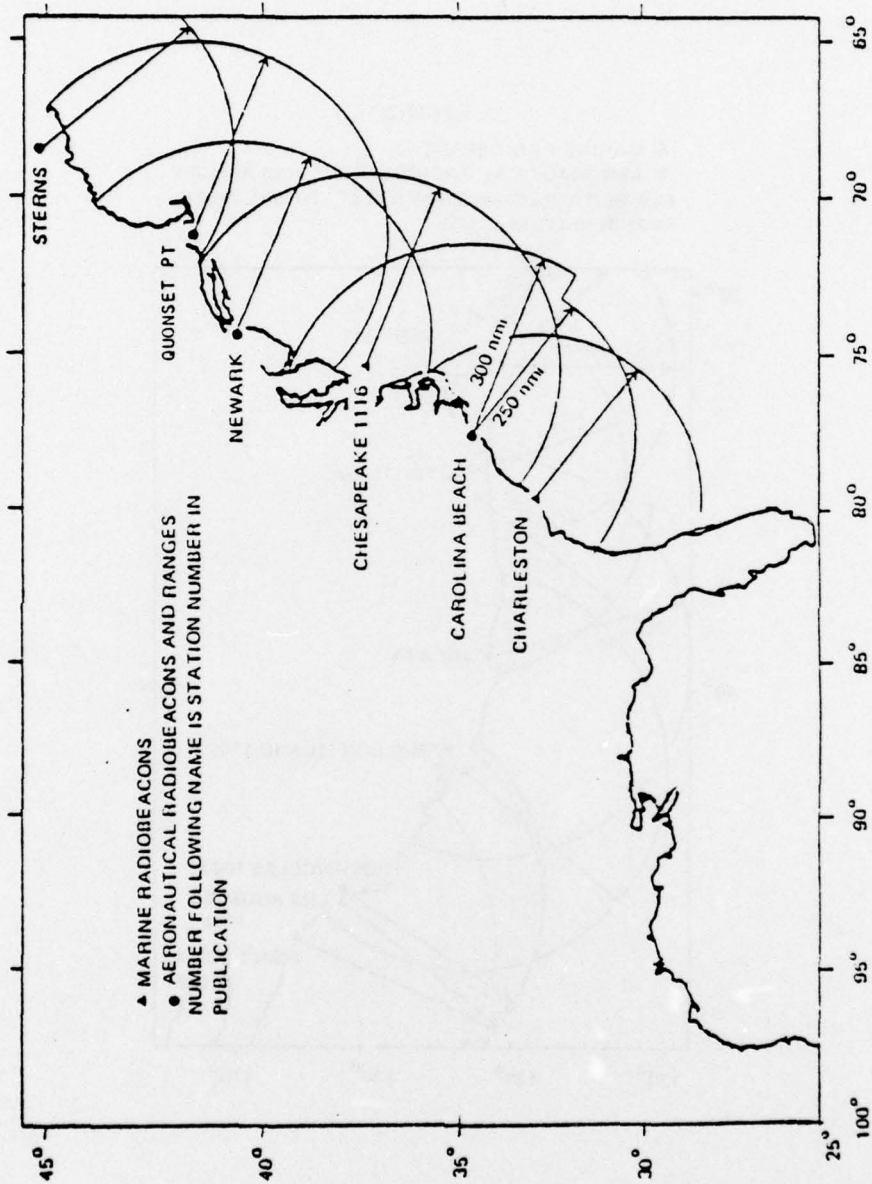 ▲ MARINE RADIOBEACONS
● AERONAUTICAL RADIOBEACONS AND RANGES
NUMBER FOLLOWING NAME IS STATION NUMBER IN
PUBLICATION
STERNS
QUONSET PT
NEWARK
CHESAPEAKE 1116
CAROLINA BEACH
CHARLESTON
300 nmi
250 nmi
45°
40°
35°
30°
25°
100°
95°
90°
85°
80°
75°
70°
65°